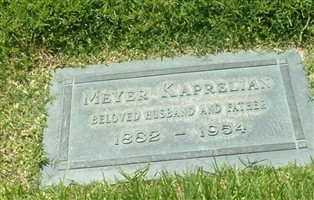 MEYER KAPRELIAN
BELOVED HUSBAND AND FATHER
1882 - 1954